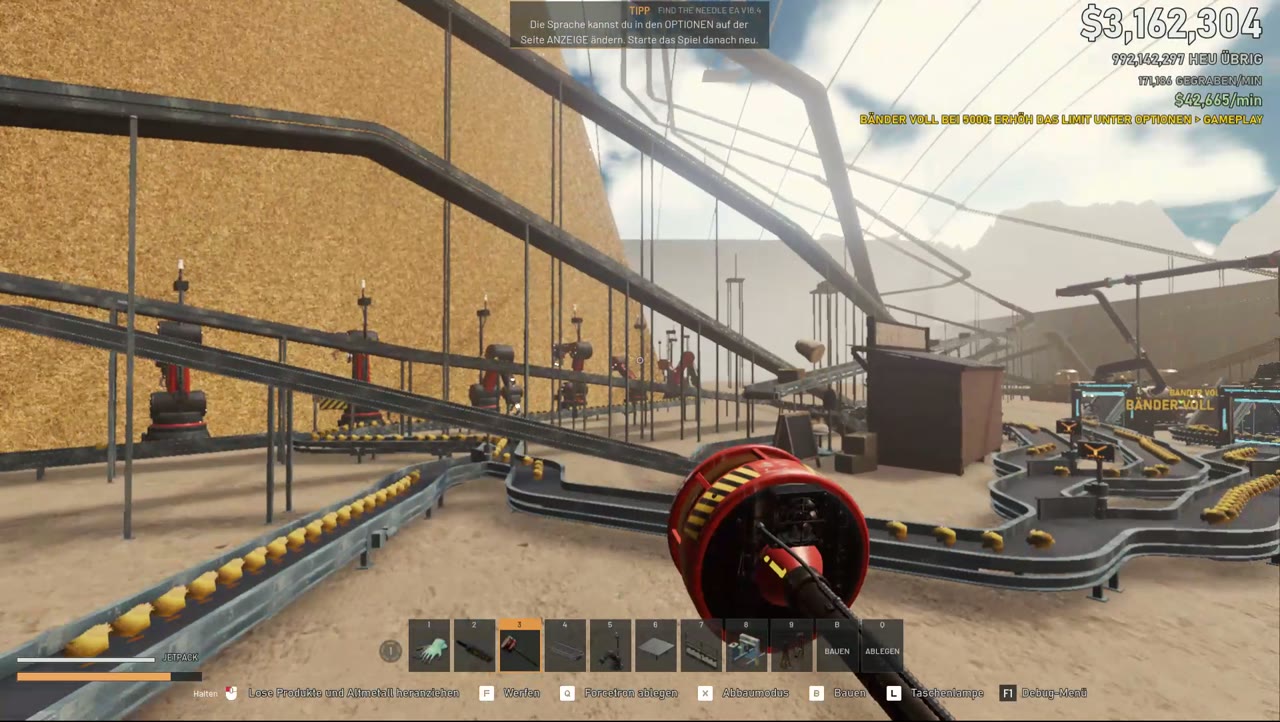 TIPP FIND THE NEEDLE EA V18,4
Die Sprache kannst du in den OPTIONEN auf der
Seite ANZEIGE ändern. Starte das Spiel danach neu.
$3,162,304
992,142,297 HEU ÜBRIG
171,186 GEGRABEN/MIN
$42,665/min
BÄNDER VOLL BEI 5000: ERHÖH DAS LIMIT UNTER OPTIONEN > GAMEPLAY
BÄNDER VOL
BÄNDER VOLL
1 2 3 4 5 6 7 8 9 B 0
1
BAUEN ABLEGEN
JETPACK
Halten Lose Produkte und Altmetall heranziehen F Werfen Q Forcetron ablegen X Abbaumodus B Bauen L Taschenlampe F1 Debug-Menü